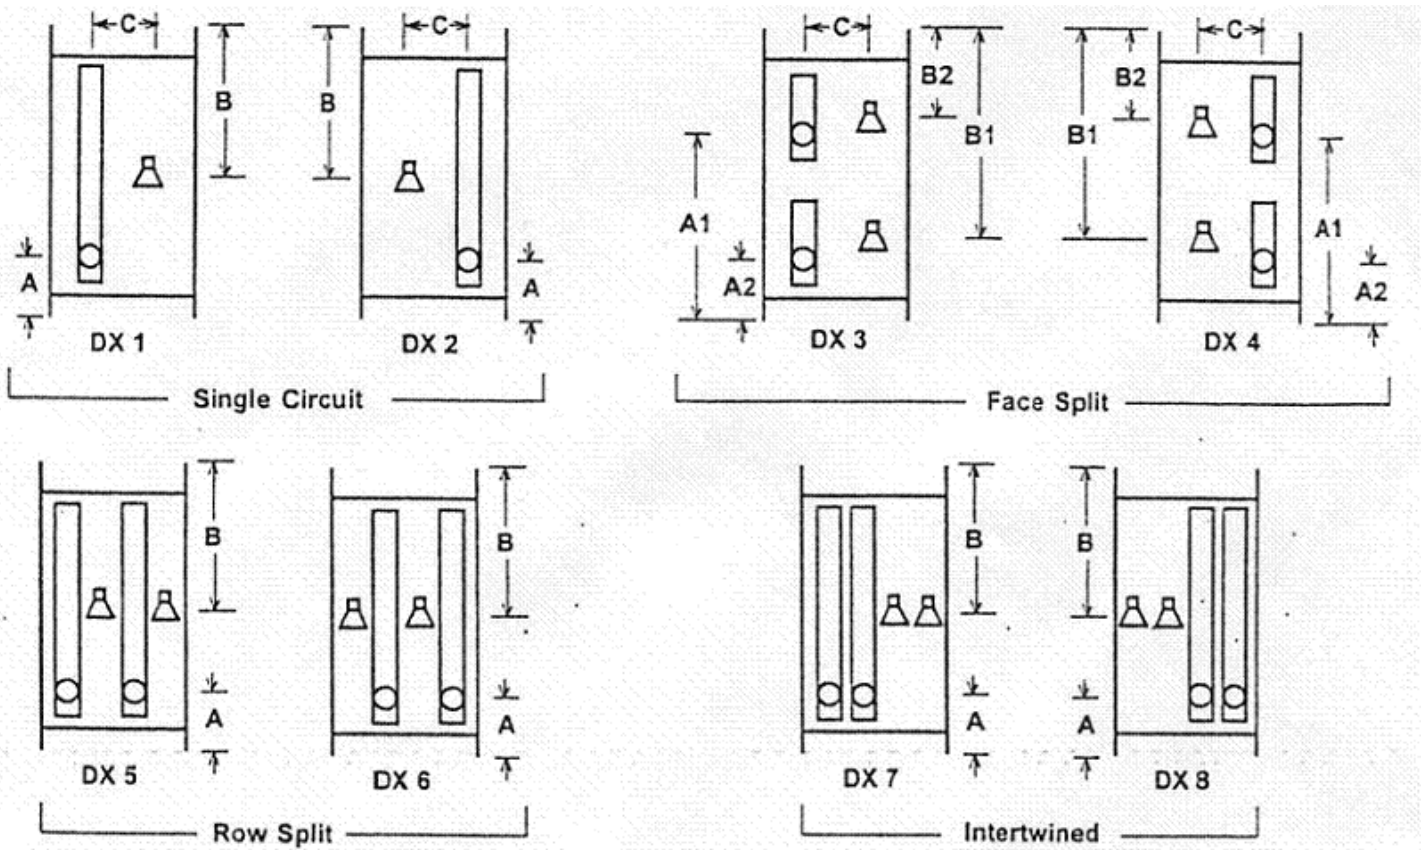 C C C C
B B B2 B2
B1 B1
A1 A1
A A A2 A2
DX 1 DX 2 DX 3 DX 4
Single Circuit Face Split
B B B B
A A A A
DX 5 DX 6 DX 7 DX 8
Row Split Intertwined